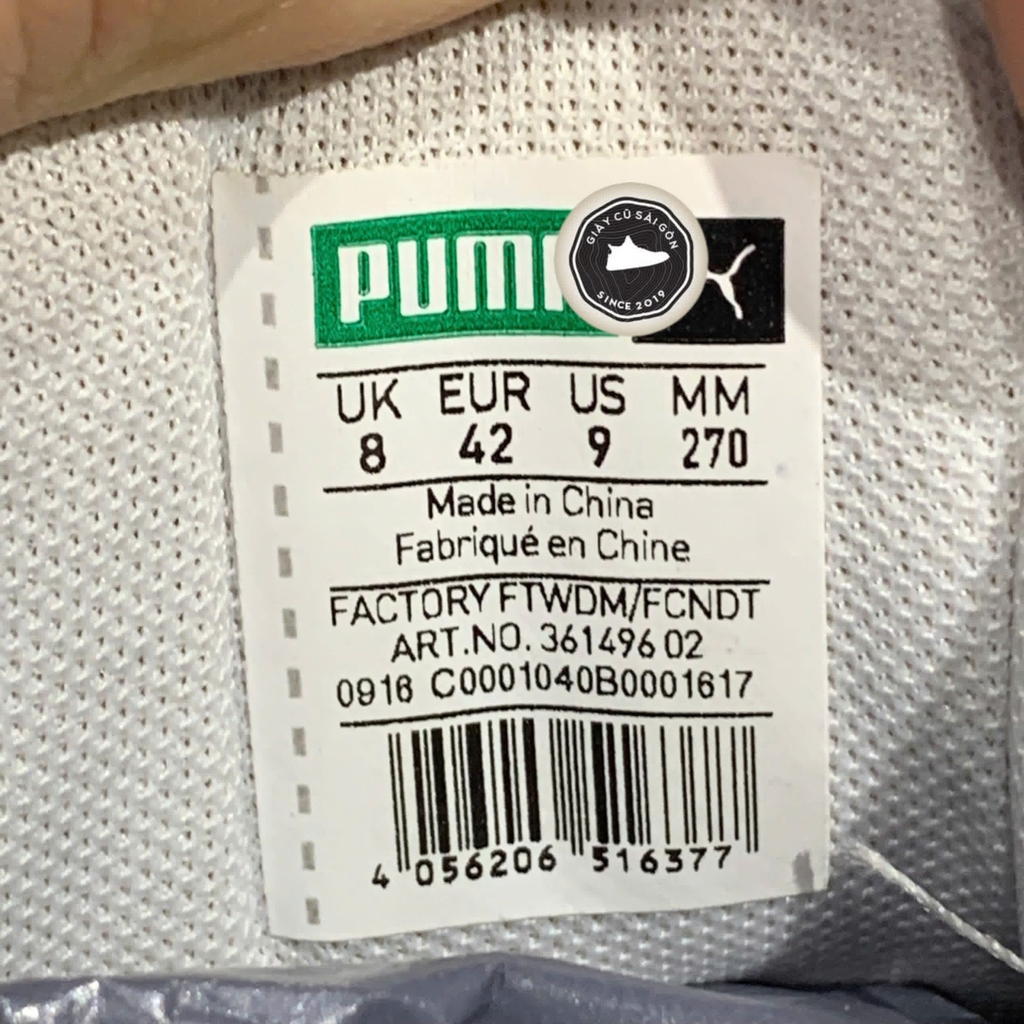 PUM
GIÀY CŨ SÀI GÒN
SINCE 2019
UK EUR US MM
8 42 9 270
Made in China
Fabriqué en Chine
FACTORY FTWDM/FCNDT
ART.NO. 361496 02
0916 C0001040B0001617
4 056206 516377